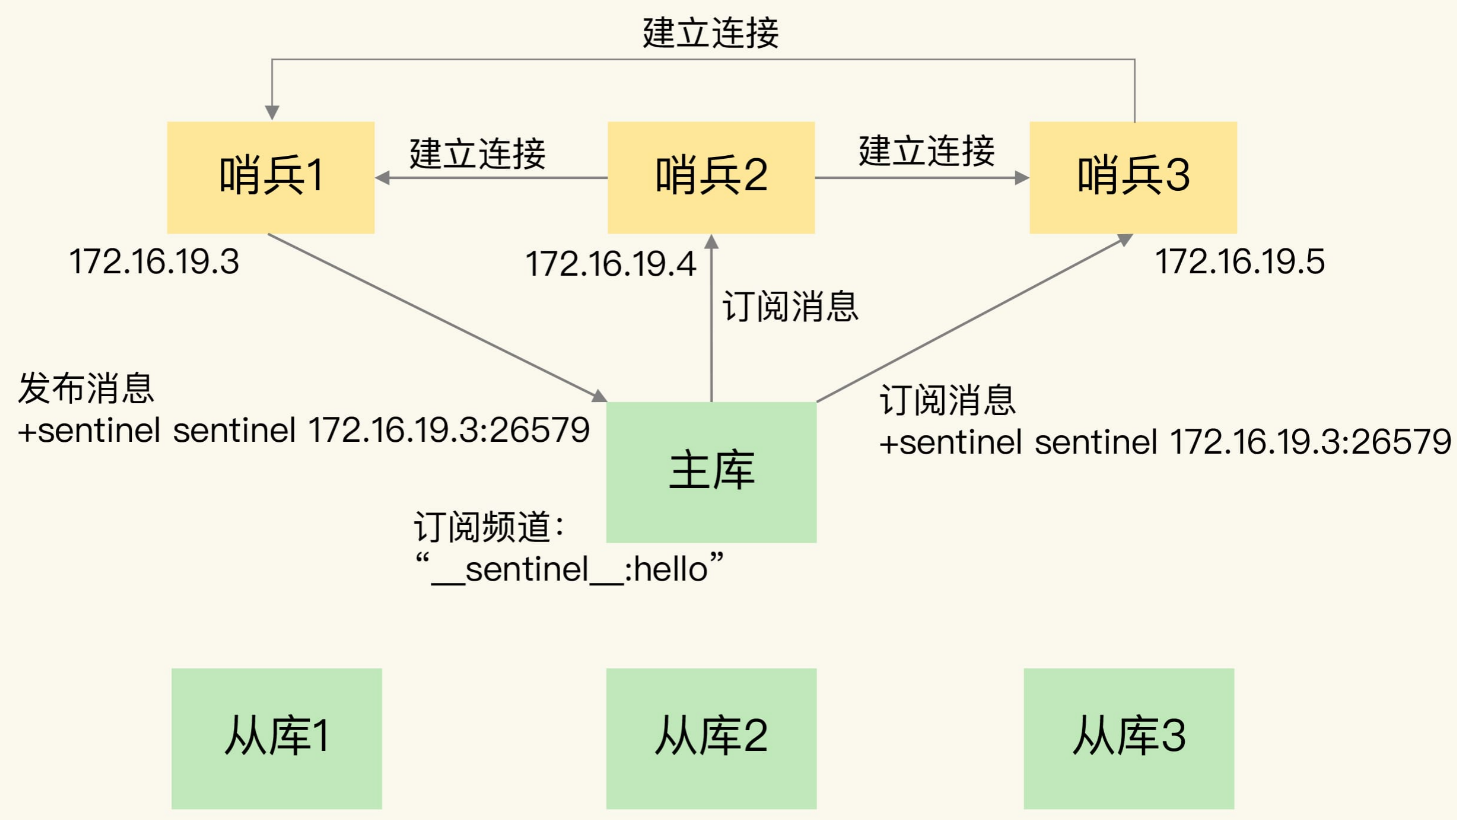 建立连接
建立连接
建立连接
哨兵1
哨兵2
哨兵3
172.16.19.3
172.16.19.4
172.16.19.5
订阅消息
发布消息
+sentinel sentinel 172.16.19.3:26579
订阅消息
+sentinel sentinel 172.16.19.3:26579
主库
订阅频道：
“__sentinel__:hello”
从库1
从库2
从库3